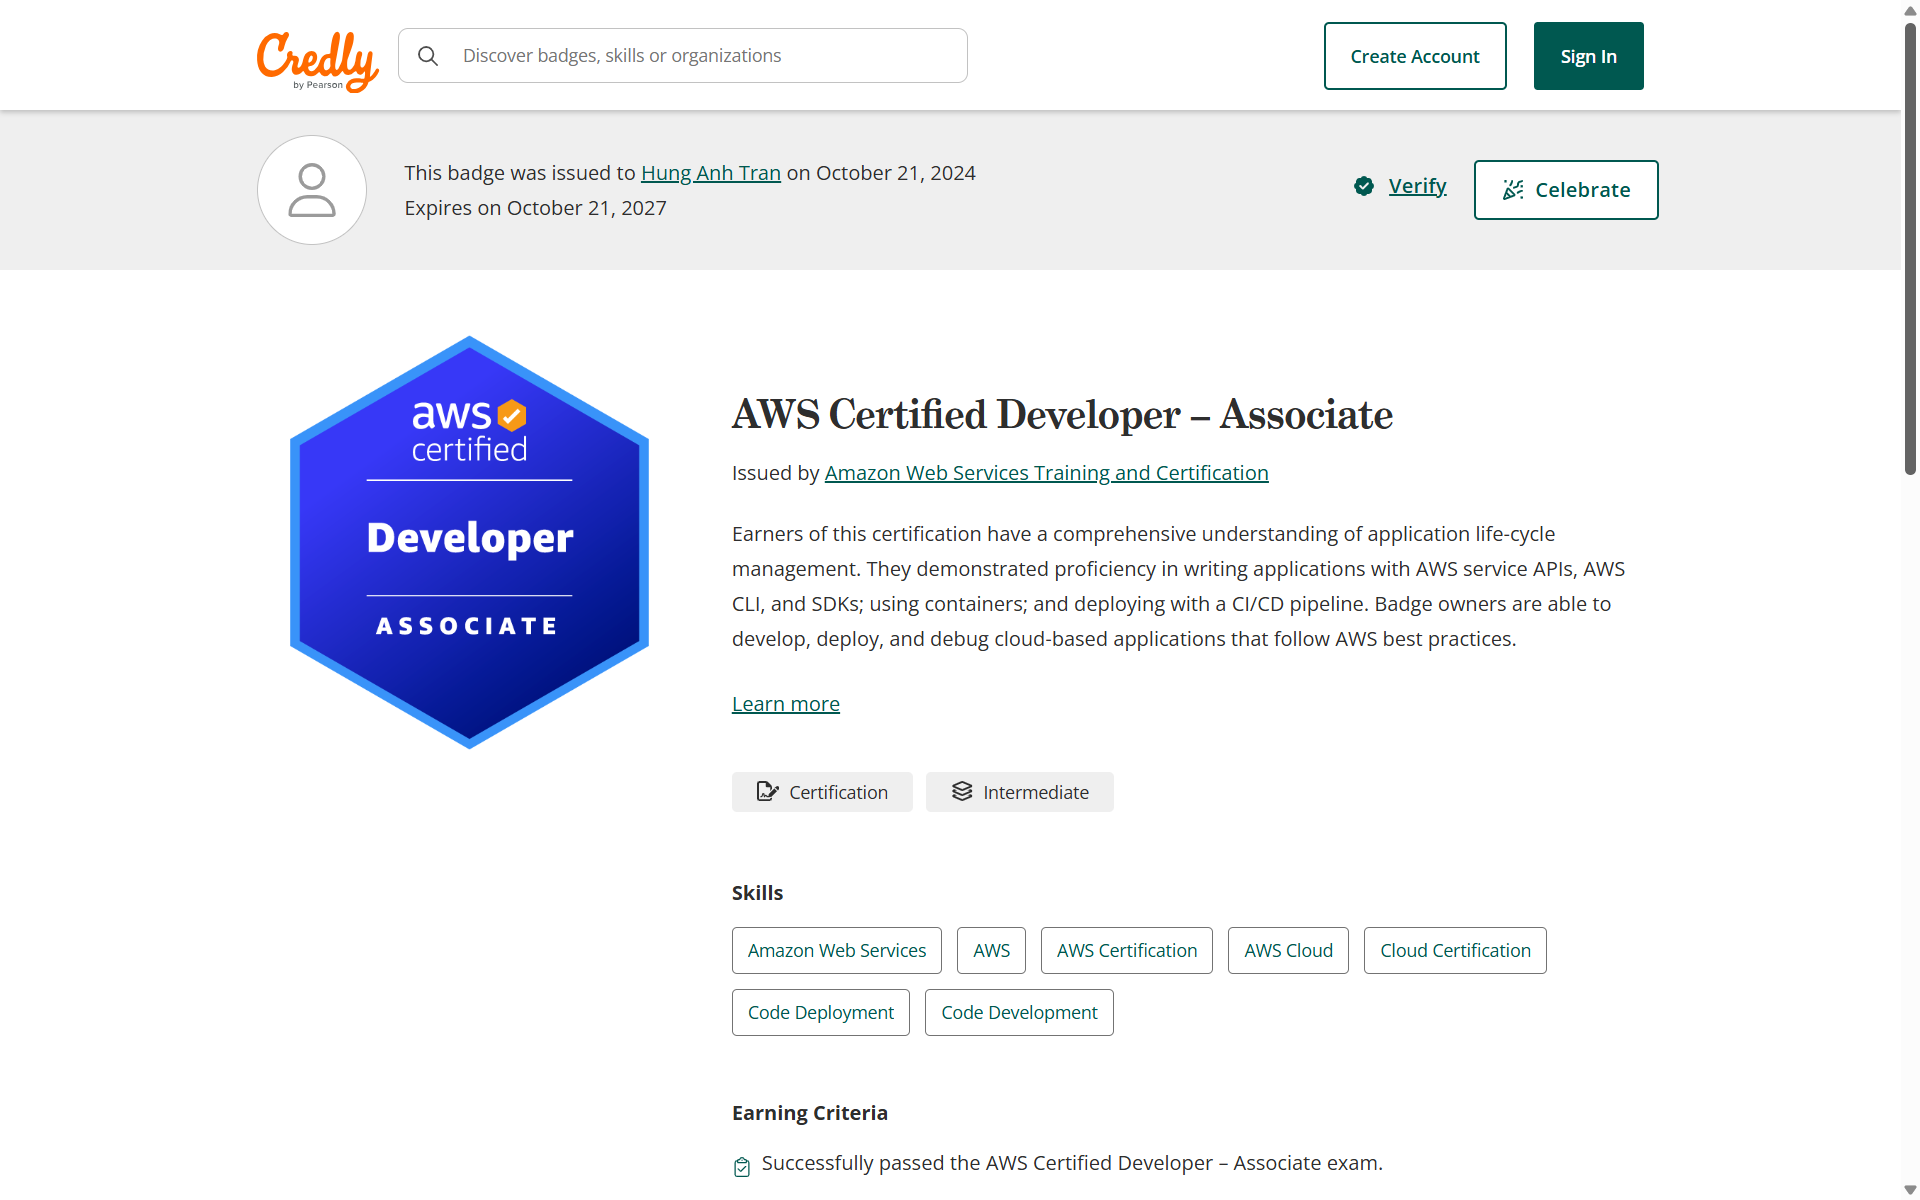 Credly
by Pearson
Discover badges, skills or organizations
Create Account
Sign In
This badge was issued to Hung Anh Tran on October 21, 2024
Expires on October 21, 2027
Verify
Celebrate
aws
certified
Developer
ASSOCIATE
AWS Certified Developer – Associate
Issued by Amazon Web Services Training and Certification
Earners of this certification have a comprehensive understanding of application life-cycle
management. They demonstrated proficiency in writing applications with AWS service APIs, AWS
CLI, and SDKs; using containers; and deploying with a CI/CD pipeline. Badge owners are able to
develop, deploy, and debug cloud-based applications that follow AWS best practices.
Learn more
Certification
Intermediate
Skills
Amazon Web Services
AWS
AWS Certification
AWS Cloud
Cloud Certification
Code Deployment
Code Development
Earning Criteria
Successfully passed the AWS Certified Developer – Associate exam.